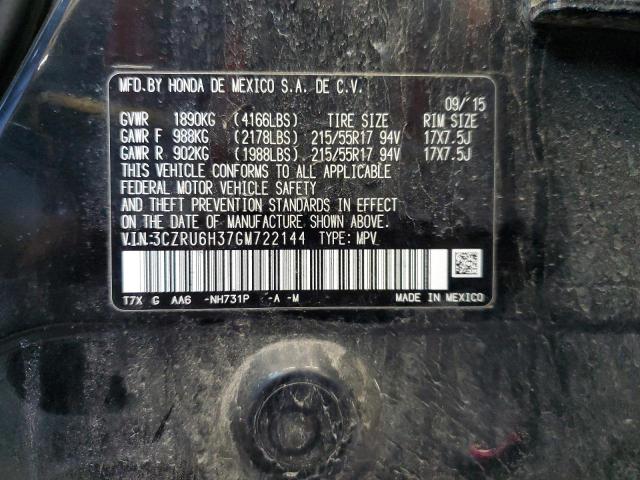 MFD.BY HONDA DE MEXICO S.A. DE C.V.
09/'15
GVWR 1890KG (4166LBS) TIRE SIZE RIM SIZE
GAWR F 988KG (2178LBS) 215/55R17 94V 17X7.5J
GAWR R 902KG (1988LBS) 215/55R17 94V 17X7.5J
THIS VEHICLE CONFORMS TO ALL APPLICABLE
FEDERAL MOTOR VEHICLE SAFETY
AND THEFT PREVENTION STANDARDS IN EFFECT
ON THE DATE OF MANUFACTURE SHOWN ABOVE.
V.I.N:3CZRU6H37GM722144 TYPE: MPV
T7X G AA6 -NH731P -A -M MADE IN MEXICO